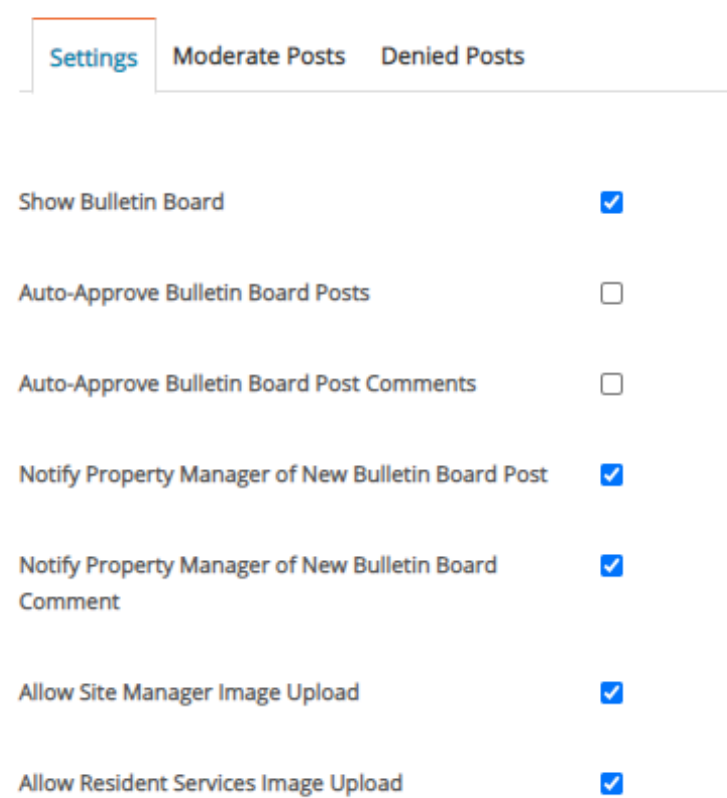 Settings Moderate Posts Denied Posts
Show Bulletin Board
Auto-Approve Bulletin Board Posts
Auto-Approve Bulletin Board Post Comments
Notify Property Manager of New Bulletin Board Post
Notify Property Manager of New Bulletin Board
Comment
Allow Site Manager Image Upload
Allow Resident Services Image Upload